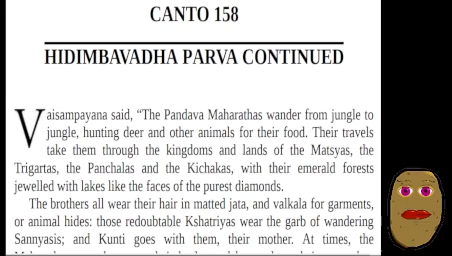 CANTO 158
HIDIMBAVADHA PARVA CONTINUED
Vaisampayana said, “The Pandava Maharathas wander from jungle to
jungle, hunting deer and other animals for their food. Their travels
take them through the kingdoms and lands of the Matsyas, the
Trigartas, the Panchalas and the Kichakas, with their emerald forests
jewelled with lakes like the faces of the purest diamonds.
The brothers all wear their hair in matted jata, and valkala for garments,
or animal hides: those redoubtable Kshatriyas wear the garb of wandering
Sannyasis; and Kunti goes with them, their mother. At times, the